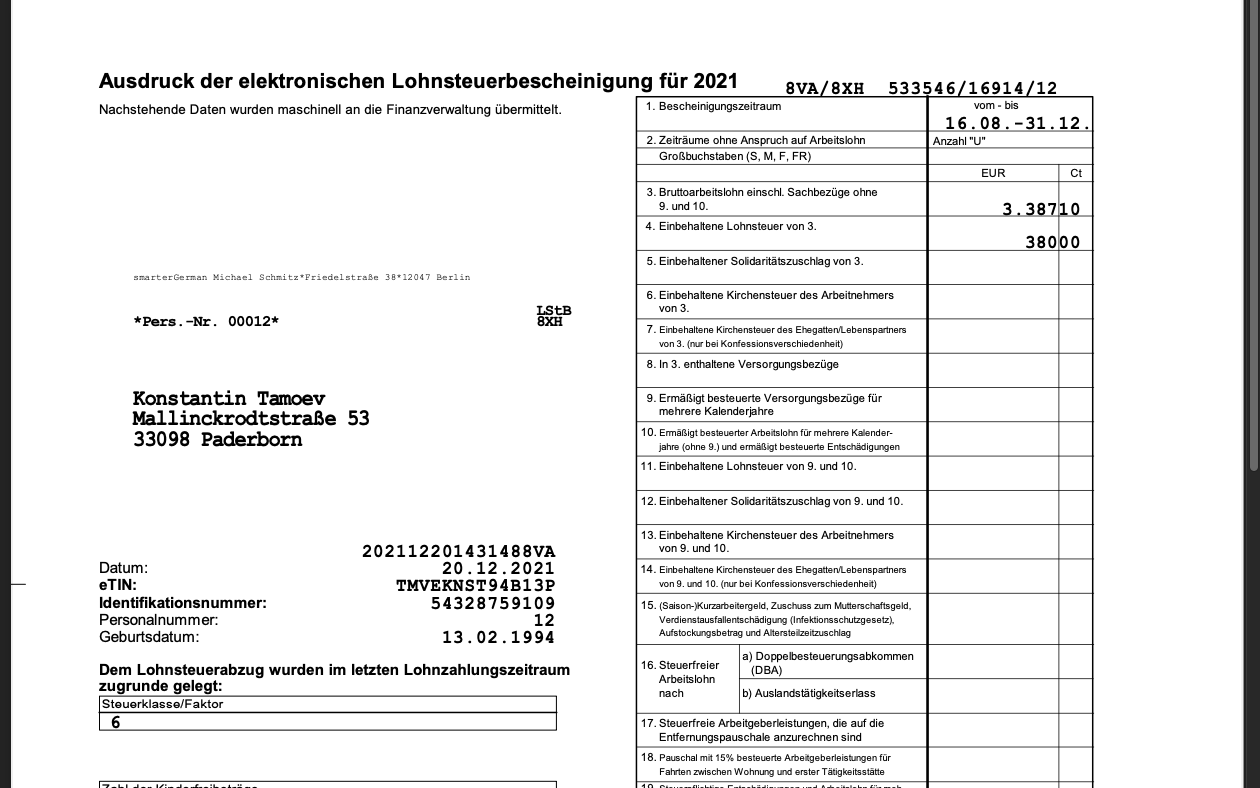 Ausdruck der elektronischen Lohnsteuerbescheinigung für 2021
8VA/8XH 533546/16914/12
Nachstehende Daten wurden maschinell an die Finanzverwaltung übermittelt.
smarterGerman Michael Schmitz*Friedelstraße 38*12047 Berlin
*Pers.-Nr. 00012*
LStB
8XH
Konstantin Tamoev
Mallinckrodtstraße 53
33098 Paderborn
202112201431488VA
Datum: 20.12.2021
eTIN: TMVEKNST94B13P
Identifikationsnummer: 54328759109
Personalnummer: 12
Geburtsdatum: 13.02.1994
Dem Lohnsteuerabzug wurden im letzten Lohnzahlungszeitraum
zugrunde gelegt:
Steuerklasse/Faktor
6
Zahl der Kinderfreibeträge
1. Bescheinigungszeitraum
vom - bis
16.08.-31.12.
2. Zeiträume ohne Anspruch auf Arbeitslohn
Anzahl "U"
Großbuchstaben (S, M, F, FR)
EUR Ct
3. Bruttoarbeitslohn einschl. Sachbezüge ohne
9. und 10.
3.38710
4. Einbehaltene Lohnsteuer von 3.
38000
5. Einbehaltener Solidaritätszuschlag von 3.
6. Einbehaltene Kirchensteuer des Arbeitnehmers
von 3.
7. Einbehaltene Kirchensteuer des Ehegatten/Lebenspartners
von 3. (nur bei Konfessionsverschiedenheit)
8. In 3. enthaltene Versorgungsbezüge
9. Ermäßigt besteuerte Versorgungsbezüge für
mehrere Kalenderjahre
10. Ermäßigt besteuerter Arbeitslohn für mehrere Kalender-
jahre (ohne 9.) und ermäßigt besteuerte Entschädigungen
11. Einbehaltene Lohnsteuer von 9. und 10.
12. Einbehaltener Solidaritätszuschlag von 9. und 10.
13. Einbehaltene Kirchensteuer des Arbeitnehmers
von 9. und 10.
14. Einbehaltene Kirchensteuer des Ehegatten/Lebenspartners
von 9. und 10. (nur bei Konfessionsverschiedenheit)
15. (Saison-)Kurzarbeitergeld, Zuschuss zum Mutterschaftsgeld,
Verdienstausfallentschädigung (Infektionsschutzgesetz),
Aufstockungsbetrag und Altersteilzeitzuschlag
16. Steuerfreier
Arbeitslohn
nach
a) Doppelbesteuerungsabkommen
(DBA)
b) Auslandstätigkeitserlass
17. Steuerfreie Arbeitgeberleistungen, die auf die
Entfernungspauschale anzurechnen sind
18. Pauschal mit 15% besteuerte Arbeitgeberleistungen für
Fahrten zwischen Wohnung und erster Tätigkeitsstätte